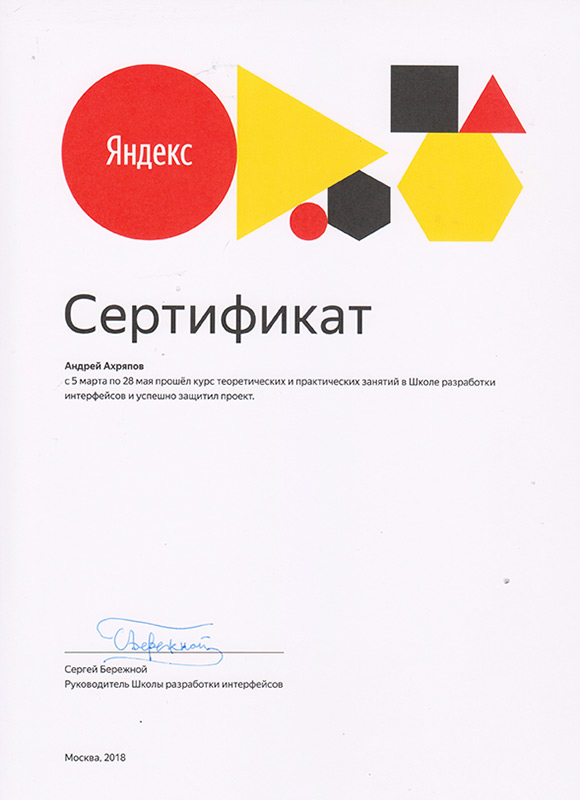 Яндекс
Сертификат
Андрей Ахряпов
с 5 марта по 28 мая прошёл курс теоретических и практических занятий в Школе разработки
интерфейсов и успешно защитил проект.
Сбережной
Сергей Бережной
Руководитель Школы разработки интерфейсов
Москва, 2018